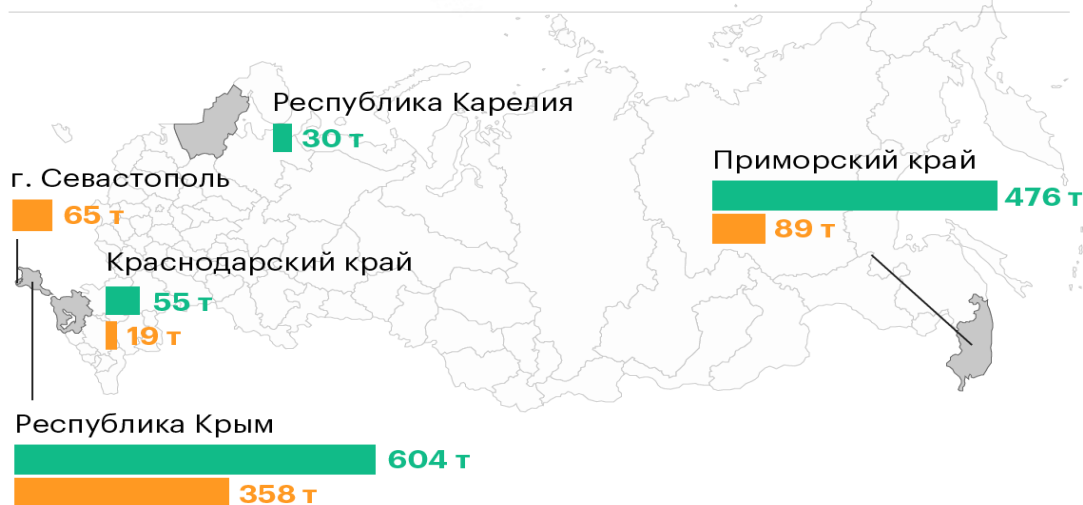 Республика Карелия
30 т
Приморский край
476 т
89 т
г. Севастополь
65 т
Краснодарский край
55 т
19 т
Республика Крым
604 т
358 т